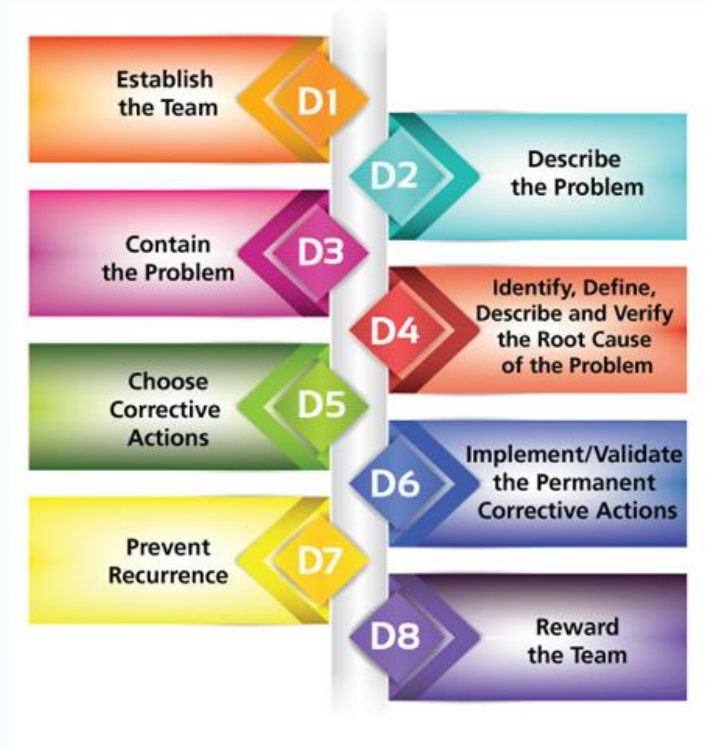 Establish
the Team
D1
D2
Describe
the Problem
Contain
the Problem
D3
D4
Identify, Define,
Describe and Verify
the Root Cause
of the Problem
Choose
Corrective
Actions
D5
D6
Implement/Validate
the Permanent
Corrective Actions
Prevent
Recurrence
D7
D8
Reward
the Team